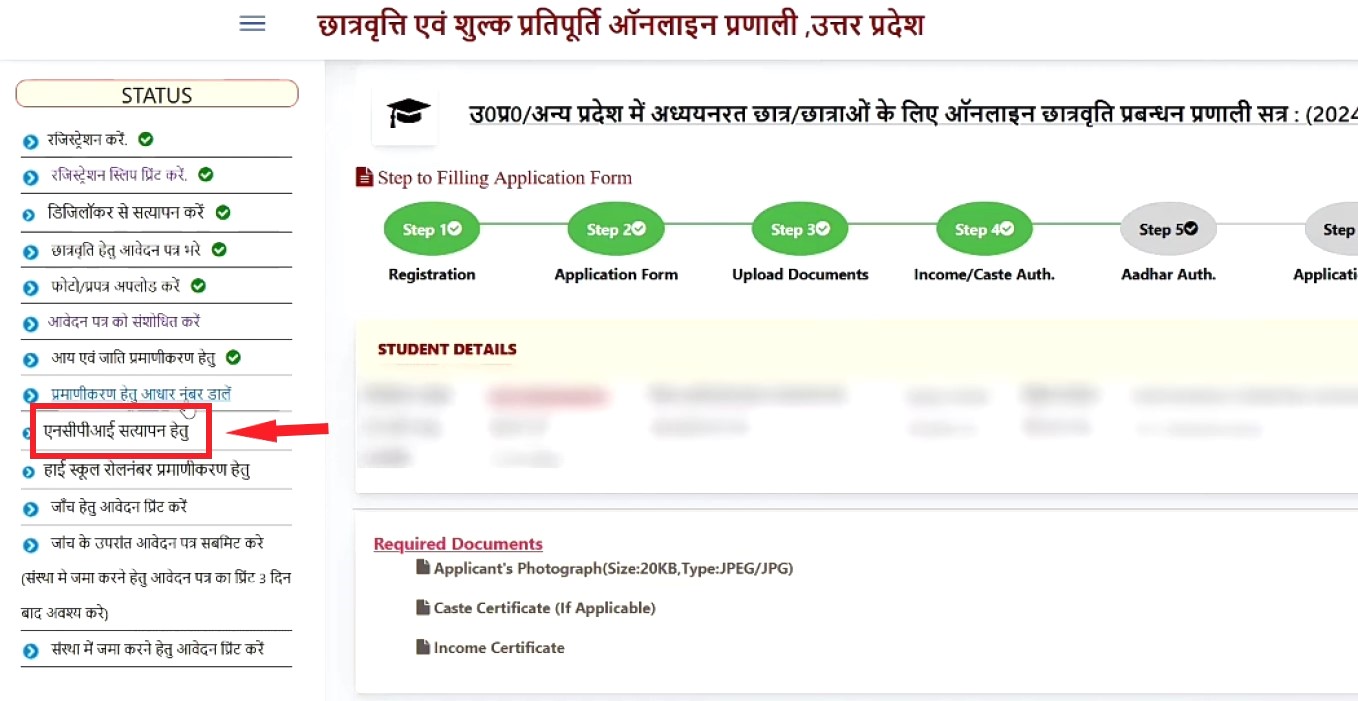 छात्रवृत्ति एवं शुल्क प्रतिपूर्ति ऑनलाइन प्रणाली ,उत्तर प्रदेश
STATUS
रजिस्ट्रेशन करें.
रजिस्ट्रेशन स्लिप प्रिंट करें.
डिजिलॉकर से सत्यापन करें
छात्रवृति हेतु आवेदन पत्र भरे
फोटो/प्रपत्र अपलोड करें
आवेदन पत्र को संशोधित करें
आय एवं जाति प्रमाणीकरण हेतु
प्रमाणीकरण हेतु आधार नंबर डालें
एनसीपीआई सत्यापन हेतु
हाई स्कूल रोलनंबर प्रमाणीकरण हेतु
जाँच हेतु आवेदन प्रिंट करें
जांच के उपरांत आवेदन पत्र सबमिट करे
(संस्था मे जमा करने हेतु आवेदन पत्र का प्रिंट 3 दिन
बाद अवश्य करे)
संस्था में जमा करने हेतु आवेदन प्रिंट करें
उ0प्र0/अन्य प्रदेश में अध्ययनरत छात्र/छात्राओं के लिए ऑनलाइन छात्रवृति प्रबन्धन प्रणाली सत्र : (2024
Step to Filling Application Form
Step 1 Step 2 Step 3 Step 4 Step 5 Step
Registration Application Form Upload Documents Income/Caste Auth. Aadhar Auth. Applicati
STUDENT DETAILS
Required Documents
Applicant's Photograph(Size:20KB,Type:JPEG/JPG)
Caste Certificate (If Applicable)
Income Certificate